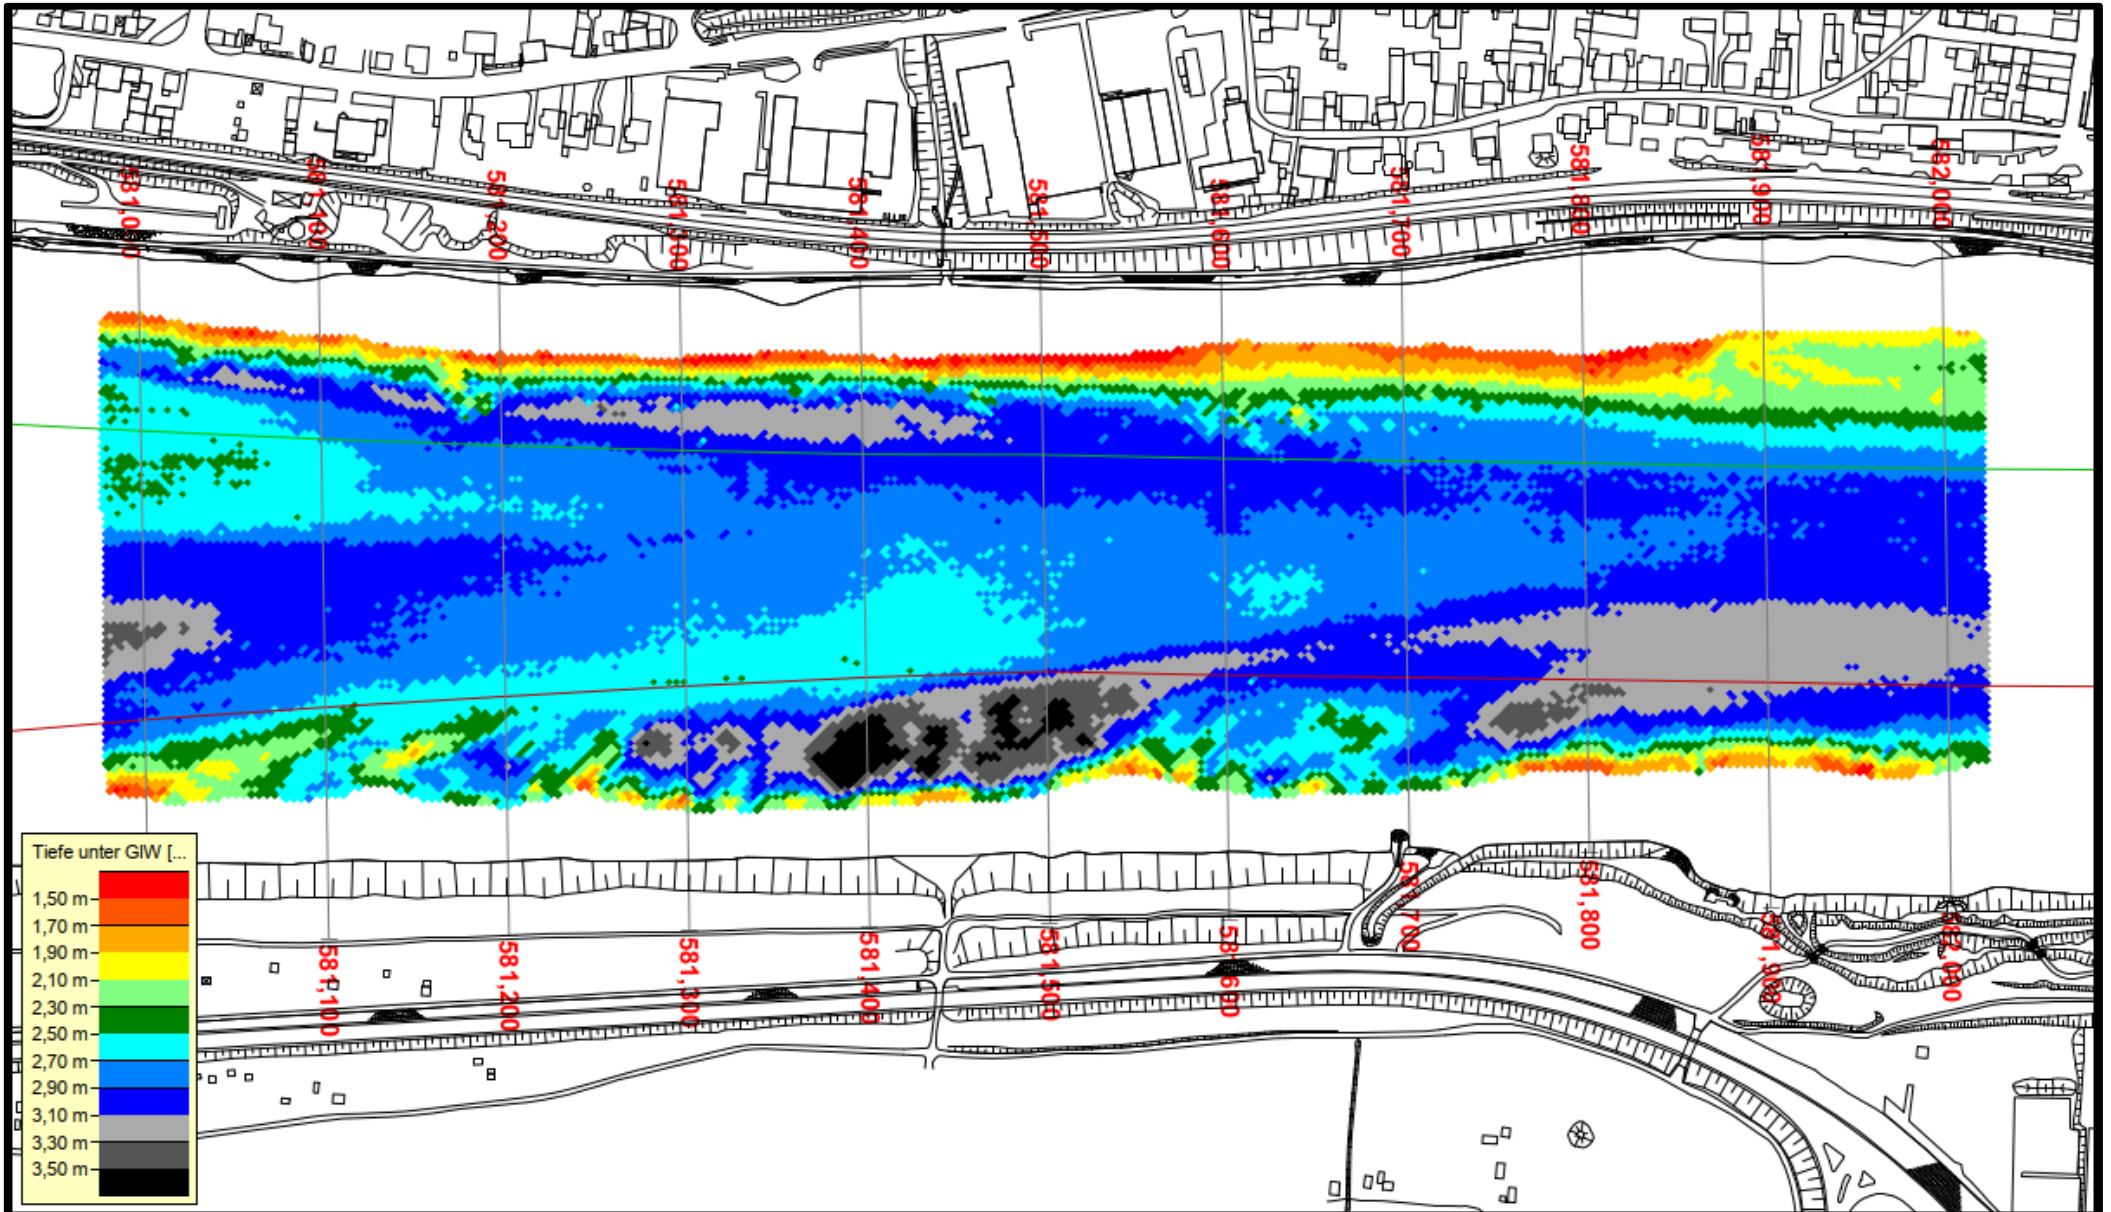 581,000
581,100
581,200
581,300
581,400
581,500
581,600
581,700
581,800
581,900
582,000
Tiefe unter GlW [...
1,50 m
1,70 m
1,90 m
2,10 m
2,30 m
2,50 m
2,70 m
2,90 m
3,10 m
3,30 m
3,50 m
581,100
581,200
581,300
581,400
581,500
581,600
581,700
581,800
581,900
582,000